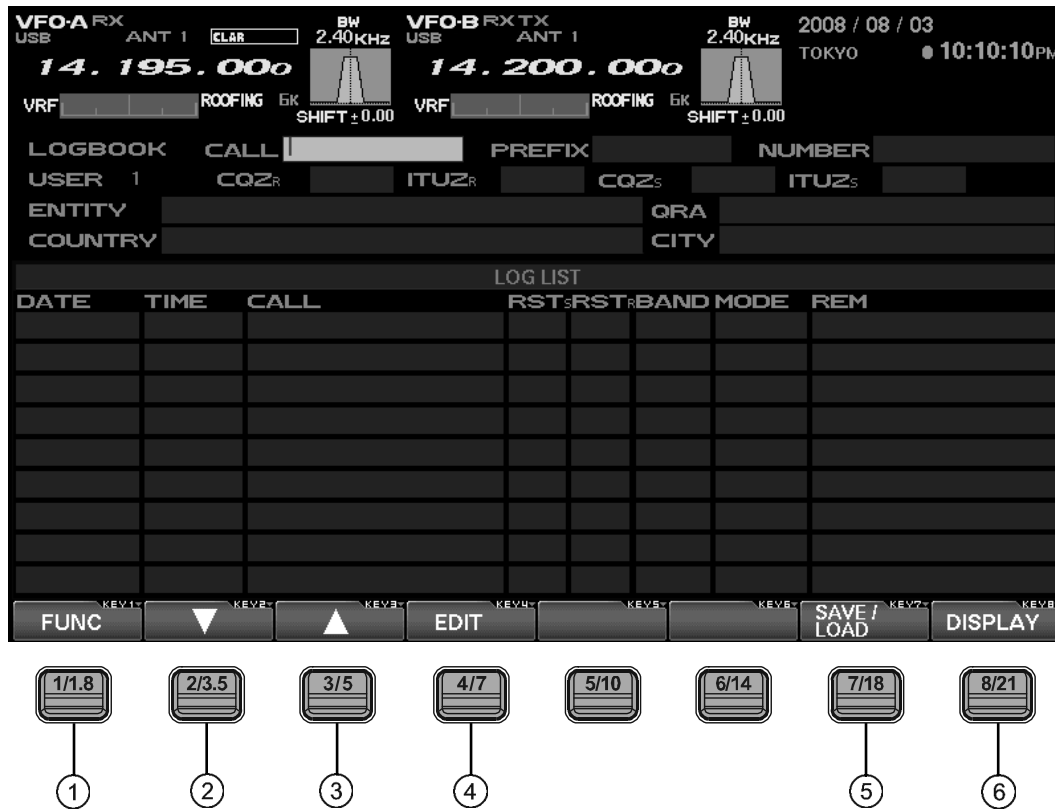 VFO-A RX BW VFO-B RX TX BW 2008 / 08 / 03
USB ANT 1 CLAR 2.40KHz USB ANT 1 2.40KHz TOKYO 10:10:10PM
14. 195. 000 14. 200. 000
VRF ROOFING 6K VRF ROOFING 6K
SHIFT ± 0.00 SHIFT ± 0.00
LOGBOOK CALL PREFIX NUMBER
USER 1 CQZR ITUZR CQZS ITUZS
ENTITY QRA
COUNTRY CITY
LOG LIST
DATE TIME CALL RSTS RSTR BAND MODE REM
KEY1 KEY2 KEY3 KEY4 KEY5 KEY6 KEY7 KEY8
FUNC ▼ ▲ EDIT SAVE / LOAD DISPLAY
1/1.8 2/3.5 3/5 4/7 5/10 6/14 7/18 8/21
1 2 3 4 5 6